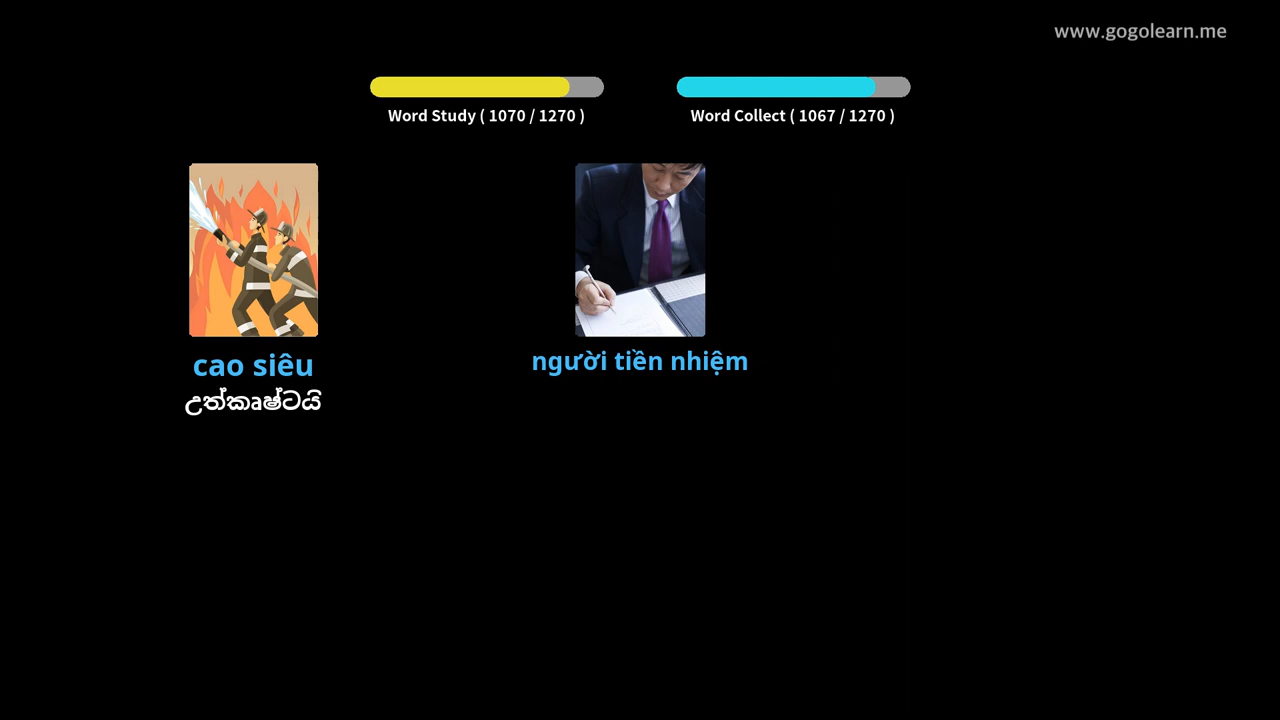 www.gogolearn.me
Word Study ( 1070 / 1270 )
Word Collect ( 1067 / 1270 )
cao siêu
උත්කෘෂ්ටයි
người tiền nhiệm